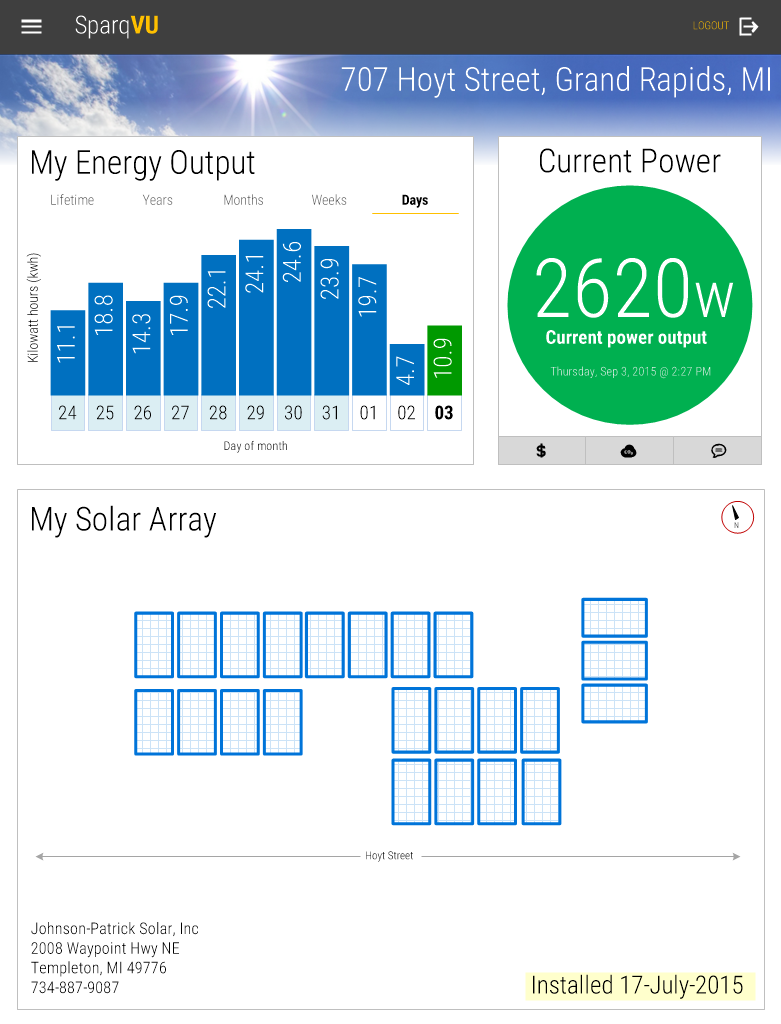 SparqVU
LOGOUT
707 Hoyt Street, Grand Rapids, MI
My Energy Output
Lifetime Years Months Weeks Days
Kilowatt hours (kwh)
11.1 18.8 14.3 17.9 22.1 24.1 24.6 23.9 19.7 4.7 10.9
24 25 26 27 28 29 30 31 01 02 03
Day of month
Current Power
2620W
Current power output
Thursday, Sep 3, 2015 @ 2:27 PM
$
My Solar Array
N
Hoyt Street
Johnson-Patrick Solar, Inc
2008 Waypoint Hwy NE
Templeton, MI 49776
734-887-9087
Installed 17-July-2015